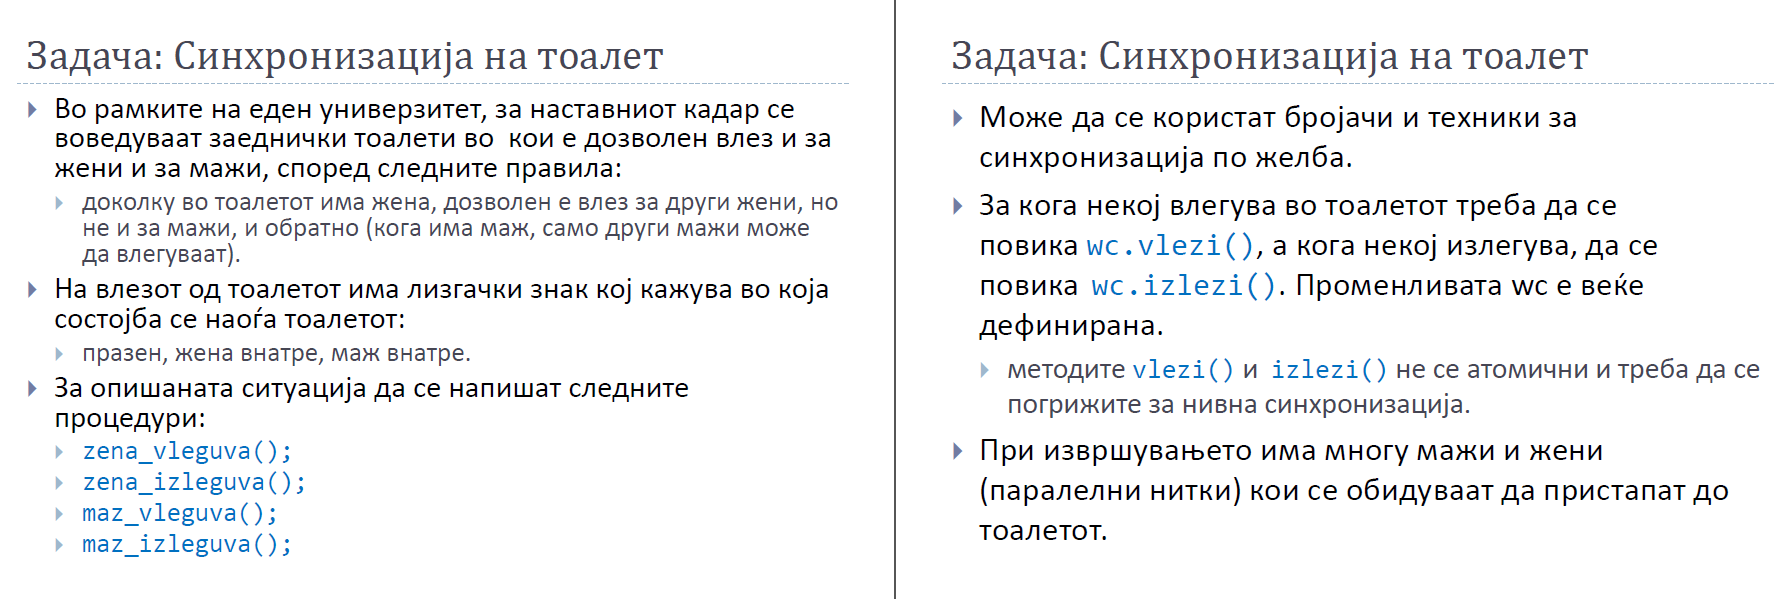 Задача: Синхронизација на тоалет
Во рамките на еден универзитет, за наставниот кадар се
воведуваат заеднички тоалети во кои е дозволен влез и за
жени и за мажи, според следните правила:
доколку во тоалетот има жена, дозволен е влез за други жени, но
не и за мажи, и обратно (кога има маж, само други мажи може
да влегуваат).
На влезот од тоалетот има лизгачки знак кој кажува во која
состојба се наоѓа тоалетот:
празен, жена внатре, маж внатре.
За опишаната ситуација да се напишат следните
процедури:
zena_vleguva();
zena_izleguva();
maz_vleguva();
maz_izleguva();
Задача: Синхронизација на тоалет
Може да се користат бројачи и техники за
синхронизација по желба.
За кога некој влегува во тоалетот треба да се
повика wc.vlezi(), а кога некој излегува, да се
повика wc.izlezi(). Променливата wc е веќе
дефинирана.
методите vlezi() и izlezi() не се атомични и треба да се
погрижите за нивна синхронизација.
При извршувањето има многу мажи и жени
(паралелни нитки) кои се обидуваат да пристапат до
тоалетот.